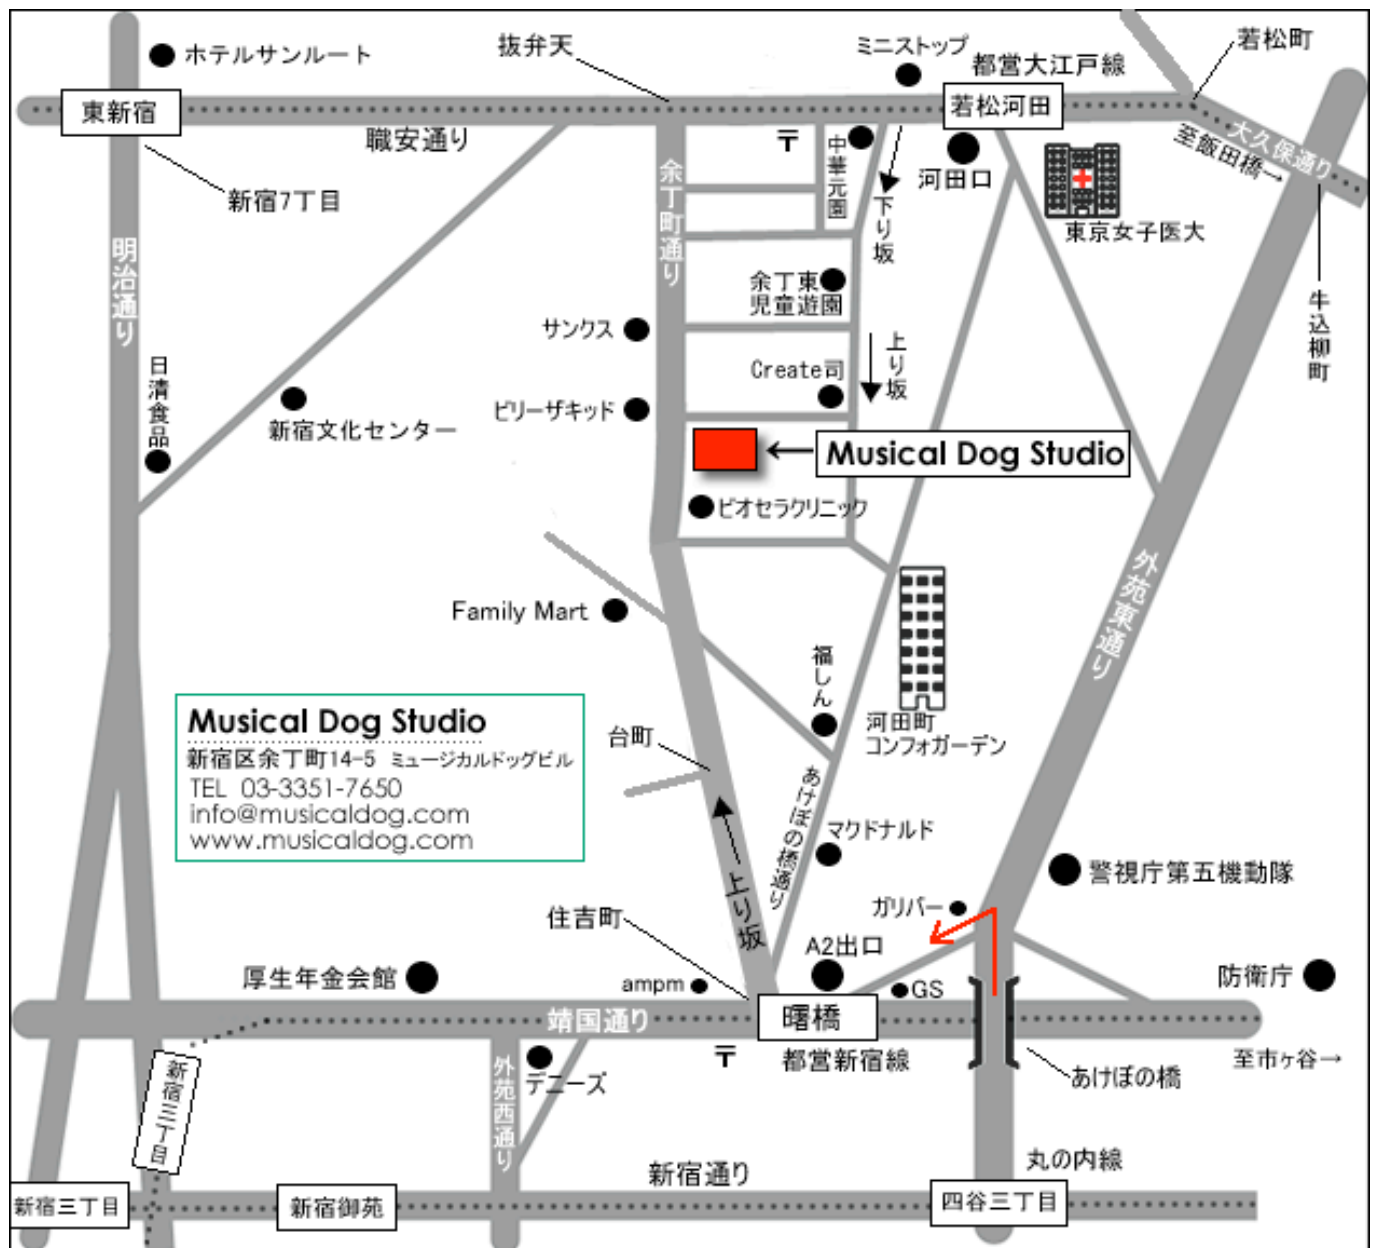 ホテルサンルート
抜弁天
ミニストップ
都営大江戸線
若松町
東新宿
若松河田
職安通り
大久保通り
至飯田橋→
〒
中華元園
河田口
下り坂
東京女子医大
新宿7丁目
余丁町通り
明治通り
余丁東
児童遊園
牛込柳町
サンクス
上り坂
日清食品
Create司
ビリーザキッド
新宿文化センター
Musical Dog Studio
ビオセラクリニック
外苑東通り
Family Mart
福しん
河田町
コンフォガーデン
台町
Musical Dog Studio
新宿区余丁町14-5 ミュージカルドッグビル
TEL 03-3351-7650
info@musicaldog.com
www.musicaldog.com
あけぼの橋通り
マクドナルド
警視庁第五機動隊
上り坂
ガリバー
住吉町
A2出口
厚生年金会館
ampm
GS
防衛庁
靖国通り
曙橋
〒
都営新宿線
至市ヶ谷→
デニーズ
あけぼの橋
外苑西通り
新宿三丁目
新宿通り
丸の内線
新宿三丁目
新宿御苑
四谷三丁目